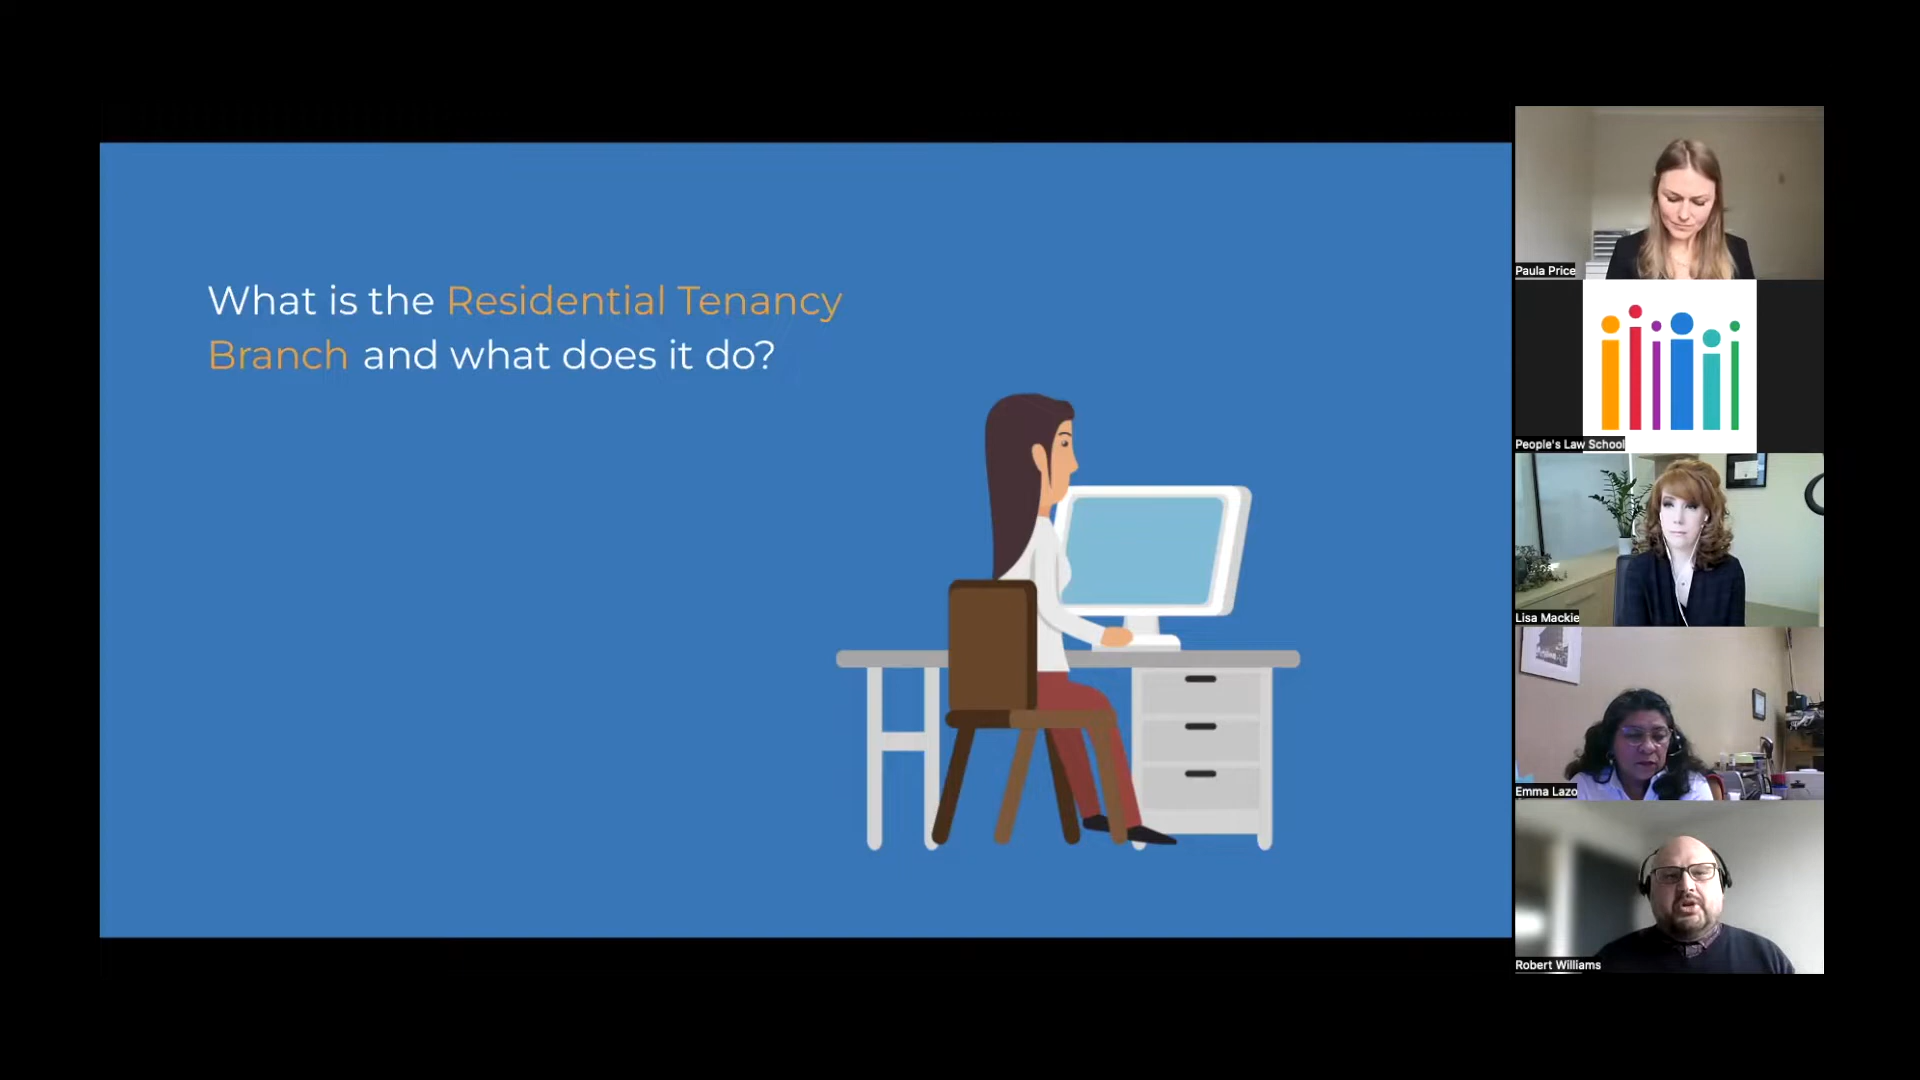 What is the Residential Tenancy
Branch and what does it do?
Paula Price
People's Law School
Lisa Mackie
Emma Lazo
Robert Williams